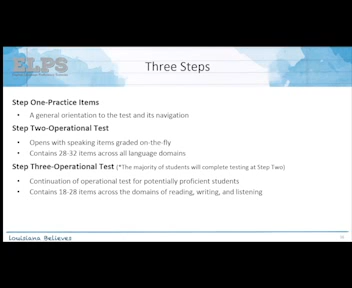 ELPS
Three Steps
Step One-Practice Items
• A general orientation to the test and its navigation
Step Two-Operational Test
• Opens with speaking items graded on-the-fly
• Contains 28-32 items across all language domains
Step Three-Operational Test (*The majority of students will complete testing at Step Two)
• Continuation of operational test for potentially proficient students
• Contains 18-28 items across the domains of reading, writing, and listening
Louisiana Believes